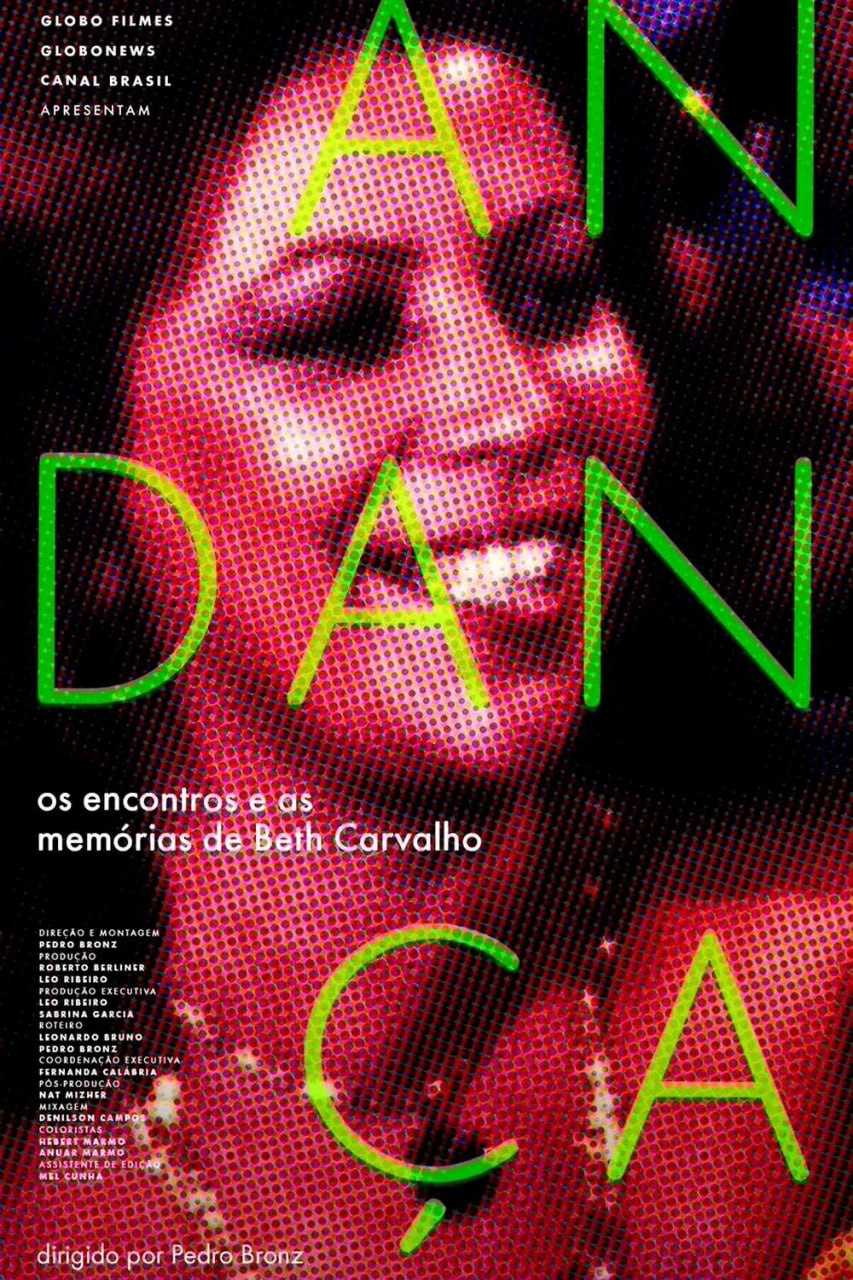 GLOBO FILMES
GLOBONEWS
CANAL BRASIL
APRESENTAM
AN
DAN
ÇA
os encontros e as
memórias de Beth Carvalho
DIREÇÃO E MONTAGEM
PEDRO BRONZ
PRODUÇÃO
ROBERTO BERLINER
LEO RIBEIRO
PRODUÇÃO EXECUTIVA
LEO RIBEIRO
SABRINA GARCIA
ROTEIRO
LEONARDO BRUNO
PEDRO BRONZ
COORDENAÇÃO EXECUTIVA
FERNANDA CALÁBRIA
PÓS-PRODUÇÃO
NAT MIZHER
MIXAGEM
DENILSON CAMPOS
COLORISTAS
HEBERT MARMO
ANUAR MARMO
ASSISTENTE DE EDIÇÃO
MEL CUNHA
dirigido por Pedro Bronz